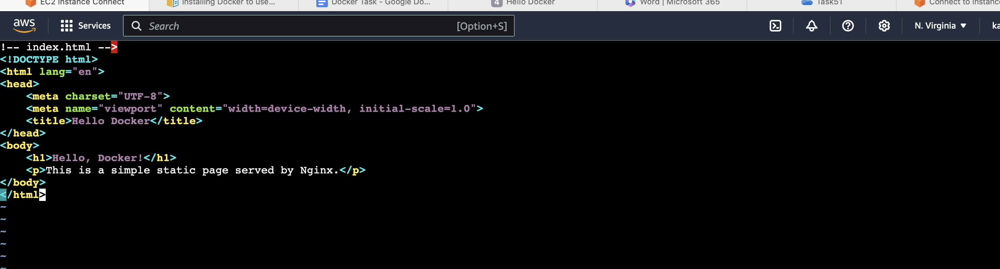 EC2 Instance Connect
Installing Docker to use...
Docker Task - Google Do...
4 Hello Docker
Word | Microsoft 365
Task51
Connect to instanc
aws
Services
Search
[Option+S]
N. Virginia
ka
!-- index.html -->
<!DOCTYPE html>
<html lang="en">
<head>
    <meta charset="UTF-8">
    <meta name="viewport" content="width=device-width, initial-scale=1.0">
    <title>Hello Docker</title>
</head>
<body>
    <h1>Hello, Docker!</h1>
    <p>This is a simple static page served by Nginx.</p>
</body>
</html>
~
~
~
~
~
~